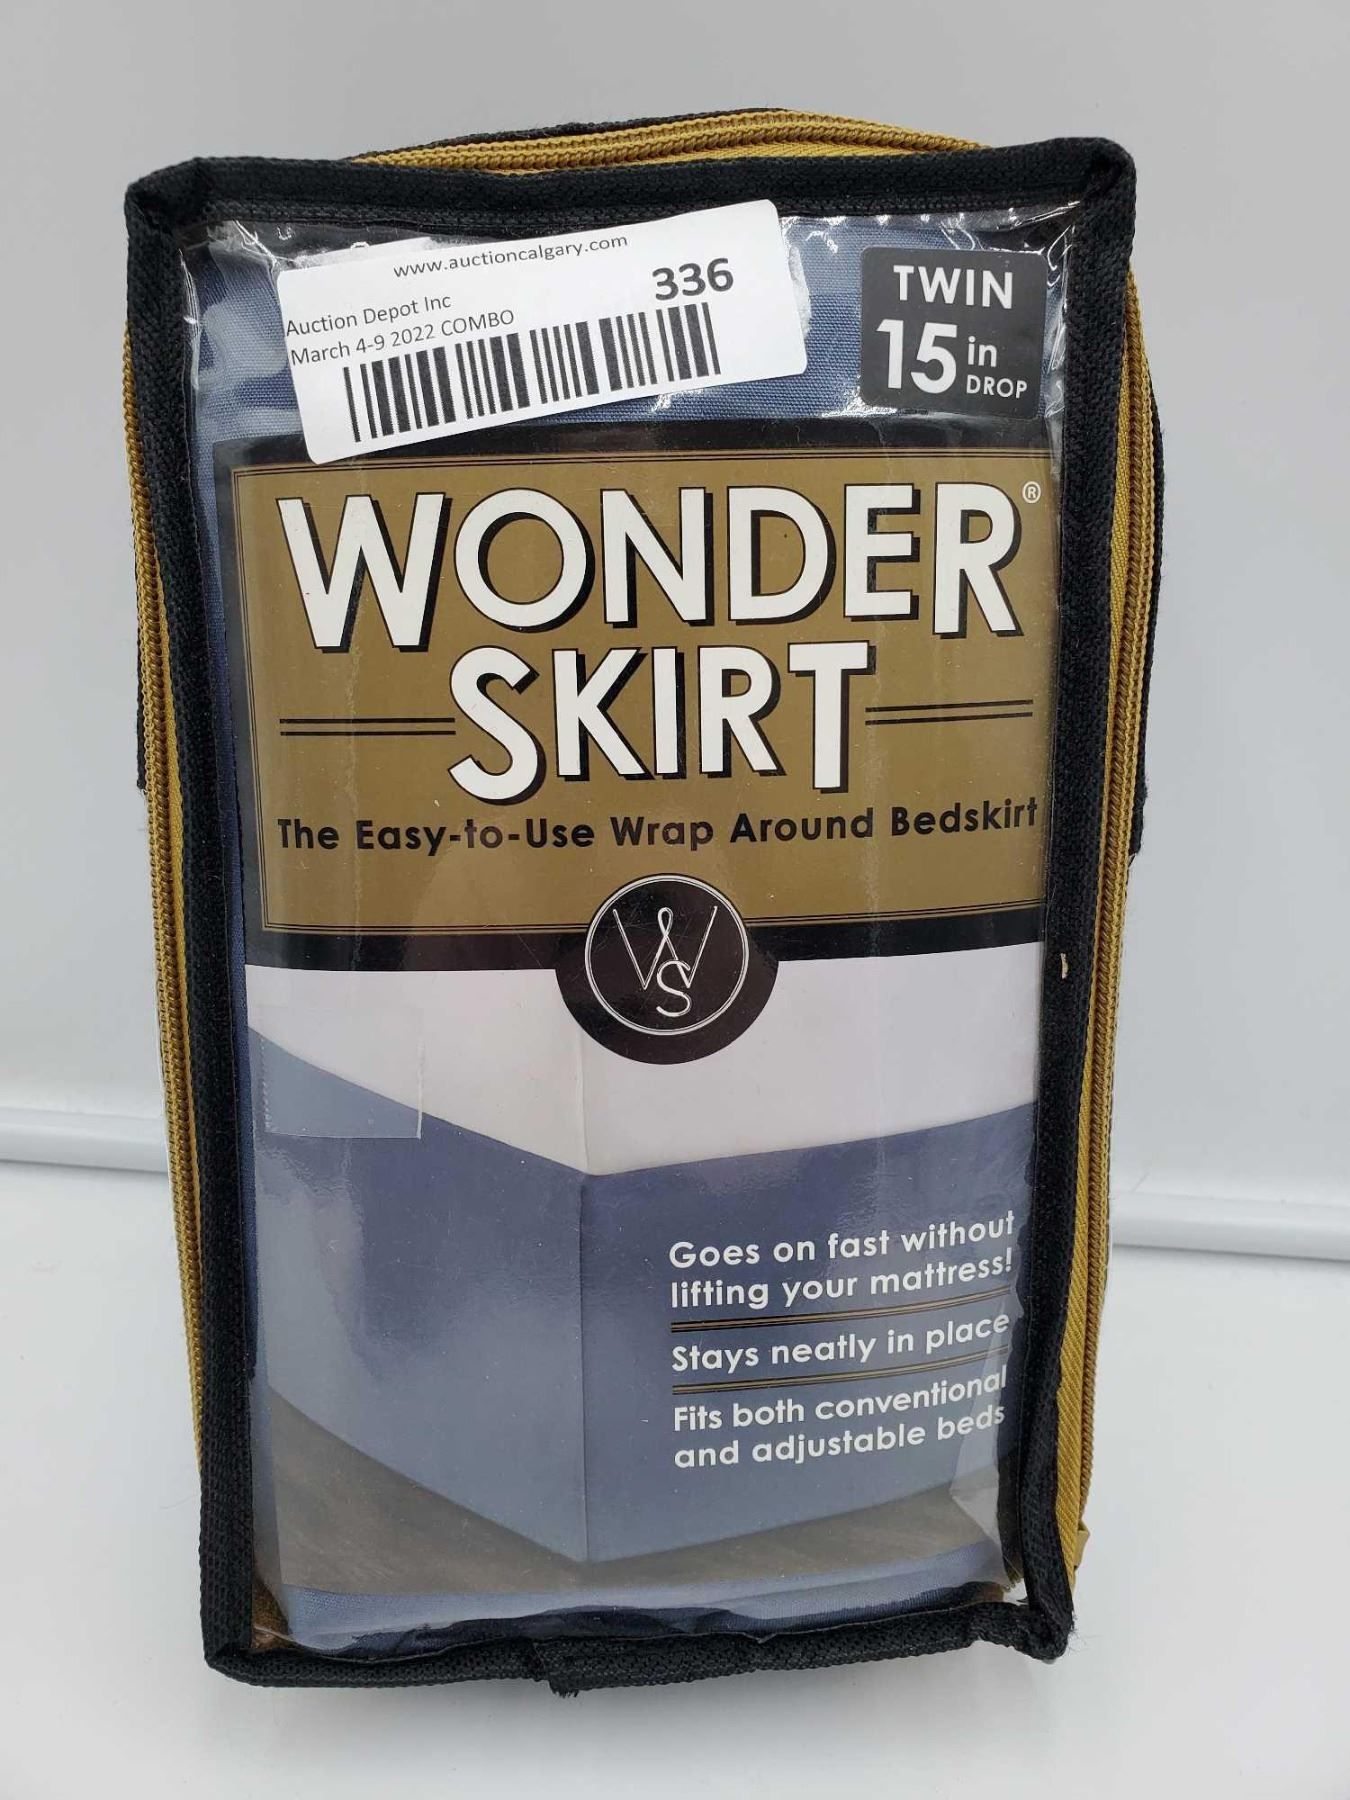 www.auctioncalgary.com
336
Auction Depot Inc
March 4-9 2022 COMBO
TWIN
15 in
DROP
WONDER®
SKIRT
The Easy-to-Use Wrap Around Bedskirt
WS
Goes on fast without
lifting your mattress!
Stays neatly in place
Fits both conventional
and adjustable beds